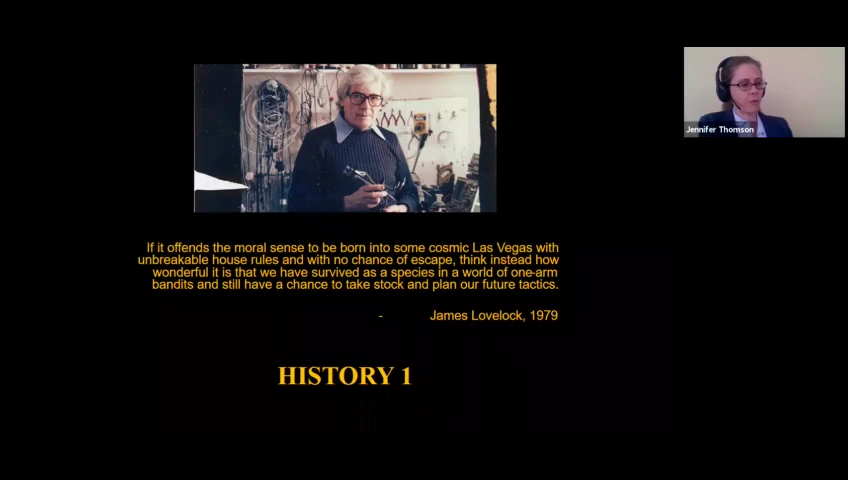 Jennifer Thomson
If it offends the moral sense to be born into some cosmic Las Vegas with
unbreakable house rules and with no chance of escape, think instead how
wonderful it is that we have survived as a species in a world of one-arm
bandits and still have a chance to take stock and plan our future tactics.
- James Lovelock, 1979
HISTORY 1